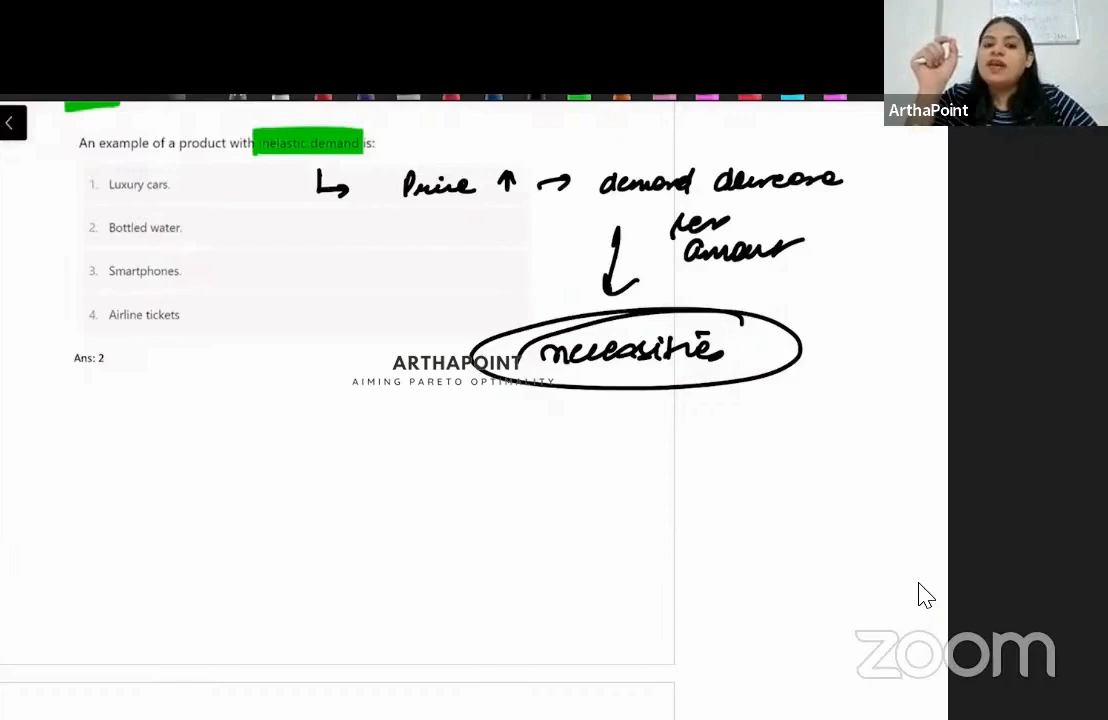 ArthaPoint
An example of a product with inelastic demand is:
Price ↑ → demand decrease
less
amount
1. Luxury cars.
2. Bottled water.
3. Smartphones.
4. Airline tickets
necessities
Ans: 2
ARTHAPOINT
AIMING PARETO OPTIMALITY
zoom